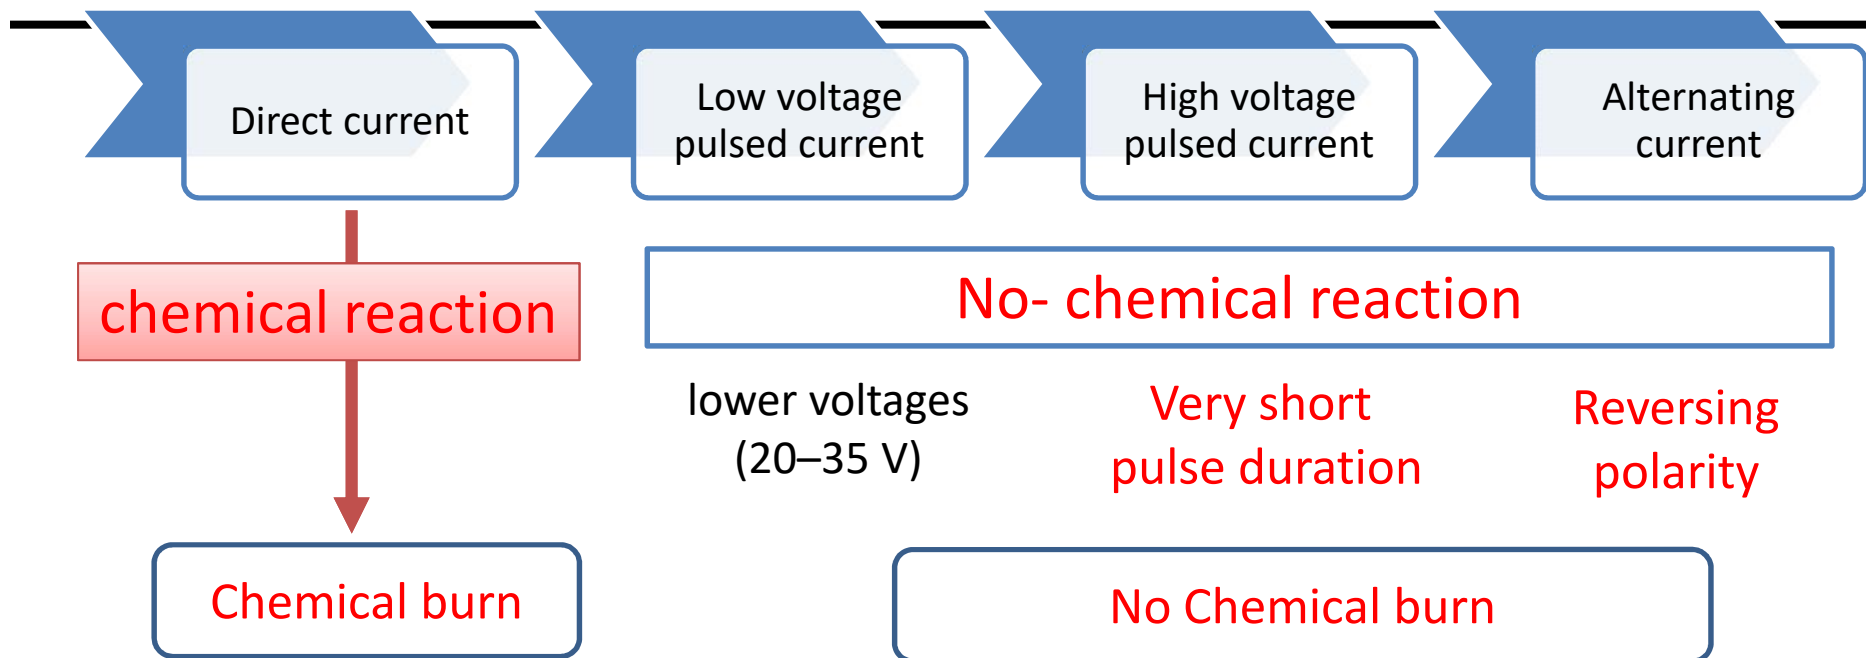 Direct current
Low voltage
pulsed current
High voltage
pulsed current
Alternating
current
chemical reaction
No- chemical reaction
lower voltages
(20–35 V)
Very short
pulse duration
Reversing
polarity
Chemical burn
No Chemical burn